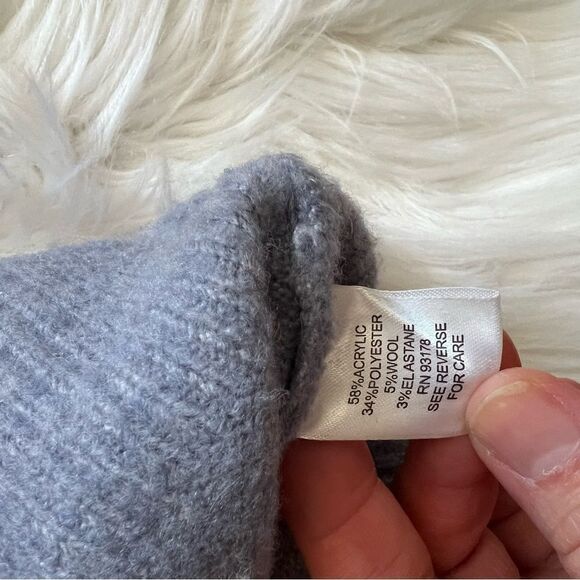 58%ACRYLIC
34%POLYESTER
5%WOOL
3%ELASTANE
RN 93178
SEE REVERSE
FOR CARE